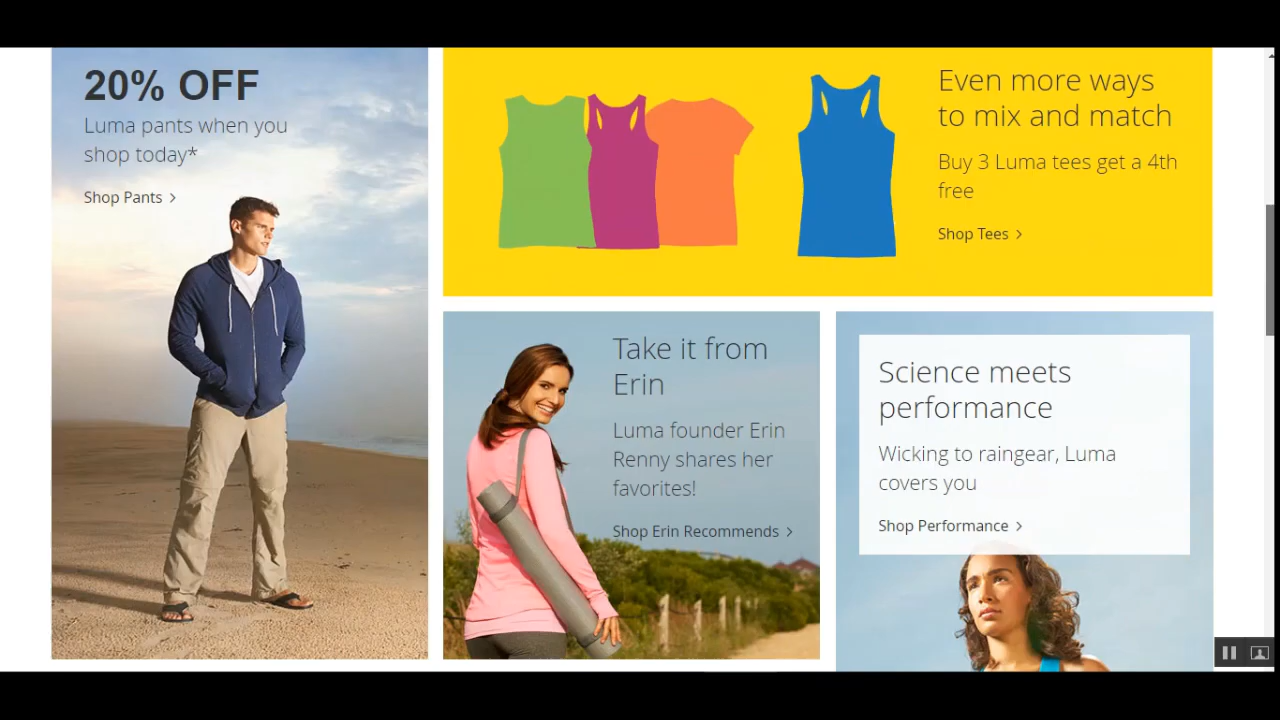 20% OFF
Luma pants when you
shop today*
Shop Pants >
Even more ways
to mix and match
Buy 3 Luma tees get a 4th
free
Shop Tees >
Take it from
Erin
Luma founder Erin
Renny shares her
favorites!
Shop Erin Recommends >
Science meets
performance
Wicking to raingear, Luma
covers you
Shop Performance >